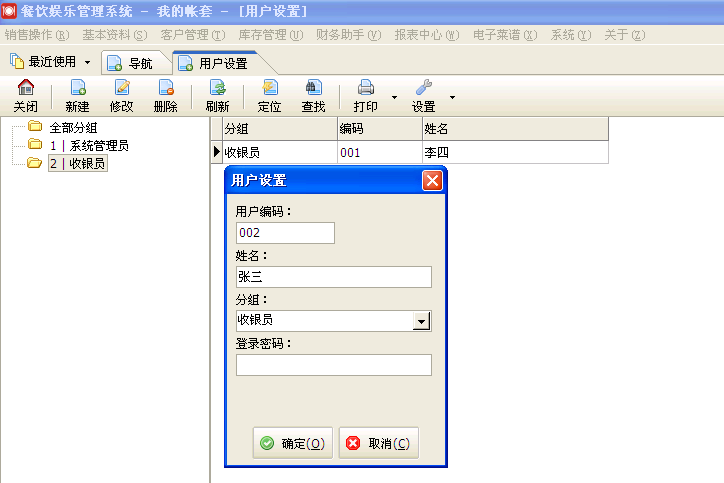 餐饮娱乐管理系统 - 我的帐套 - [用户设置]
销售操作(R) 基本资料(S) 客户管理(T) 库存管理(U) 财务助手(V) 报表中心(W) 电子菜谱(X) 系统(Y) 关于(Z)
最近使用 导航 用户设置
关闭 新建 修改 删除 刷新 定位 查找 打印 设置
全部分组
1 | 系统管理员
2 | 收银员
分组 编码 姓名
收银员 001 李四
用户设置
用户编码：
002
姓名：
张三
分组：
收银员
登录密码：
确定(O) 取消(C)